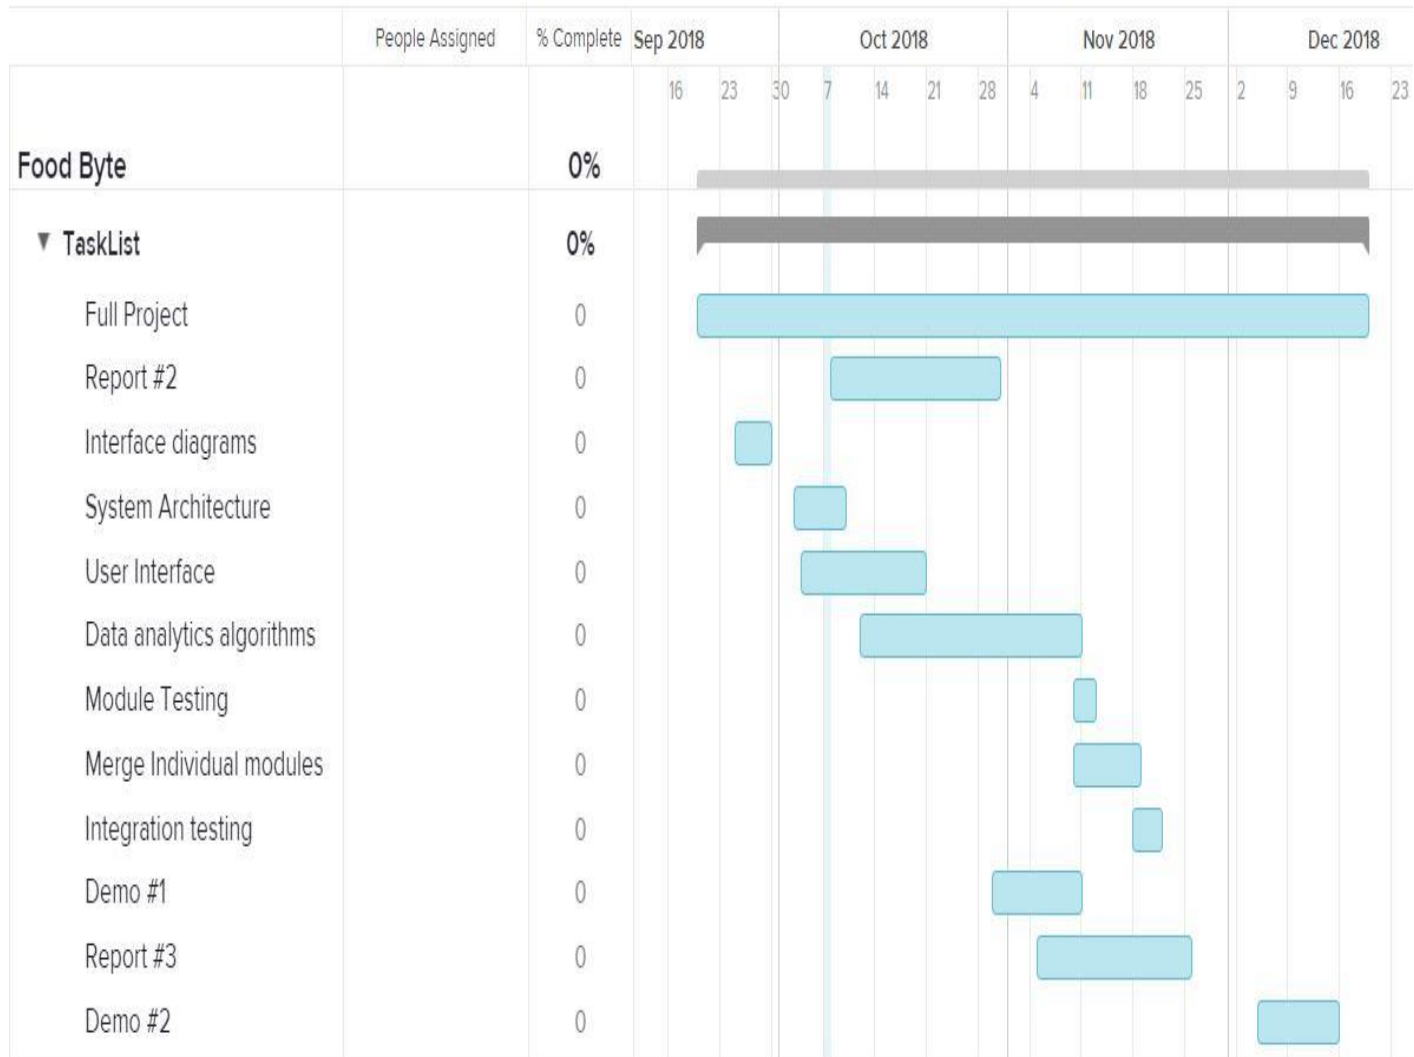 People Assigned % Complete Sep 2018 Oct 2018 Nov 2018 Dec 2018
16 23 30 7 14 21 28 4 11 18 25 2 9 16 23
Food Byte 0%
TaskList 0%
Full Project 0
Report #2 0
Interface diagrams 0
System Architecture 0
User Interface 0
Data analytics algorithms 0
Module Testing 0
Merge Individual modules 0
Integration testing 0
Demo #1 0
Report #3 0
Demo #2 0